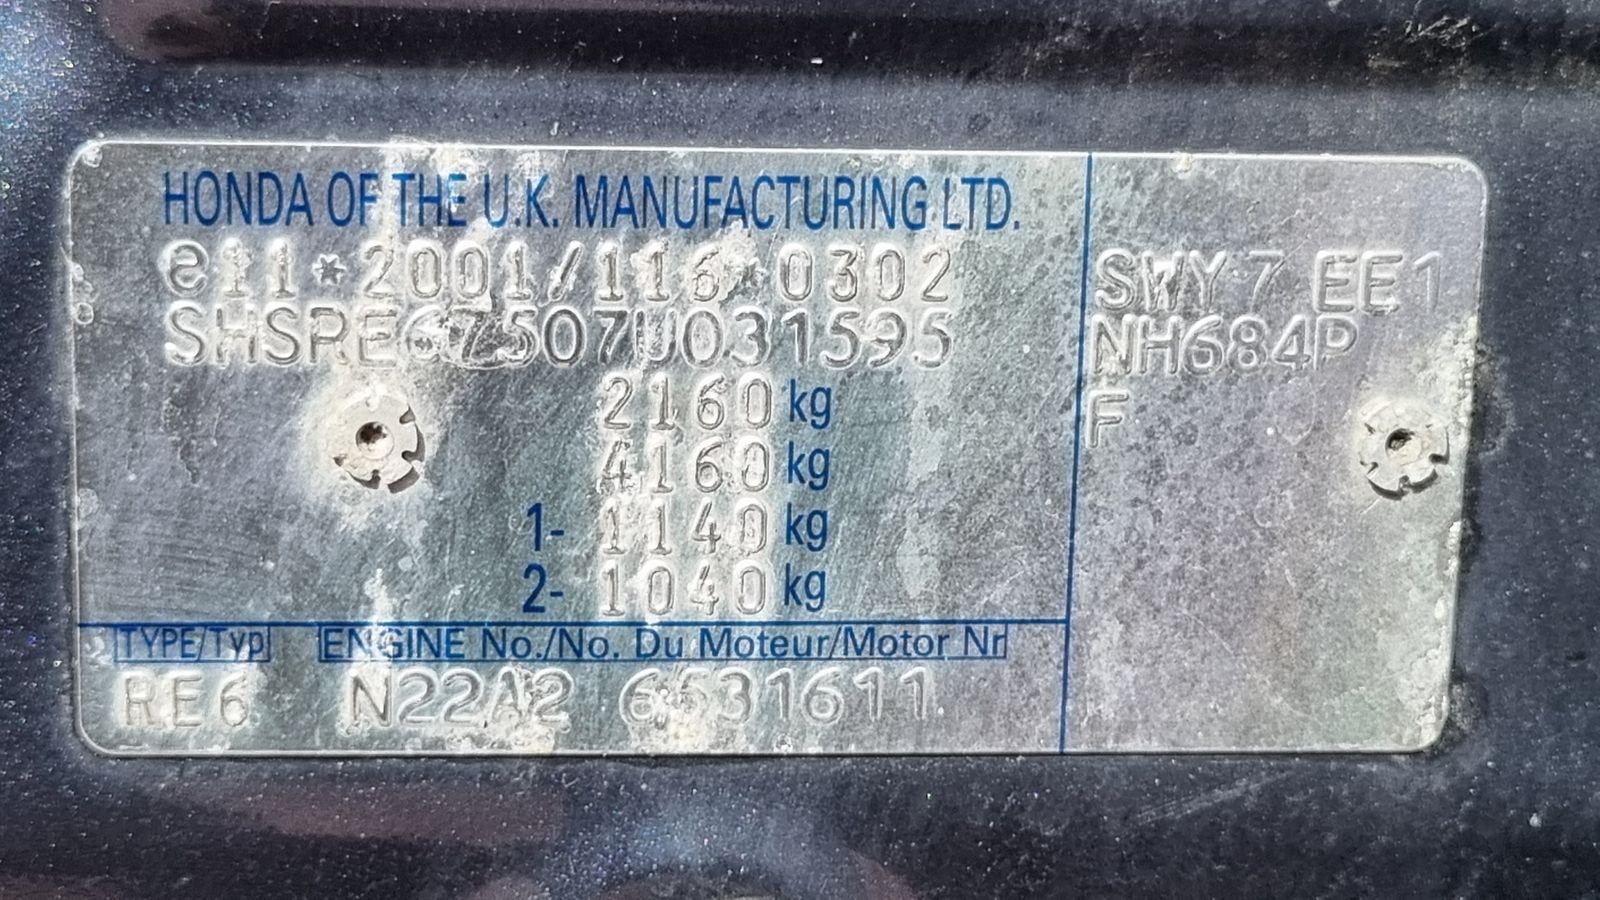 HONDA OF THE U.K. MANUFACTURING LTD.
e11*2001/116*0302
SHSRE67507U031595
2160 kg
4160 kg
1- 1140 kg
2- 1040 kg
TYPE/Typ ENGINE No./No. Du Moteur/Motor Nr
RE6 N22A2
SWY 7 EE1
NH684P
F